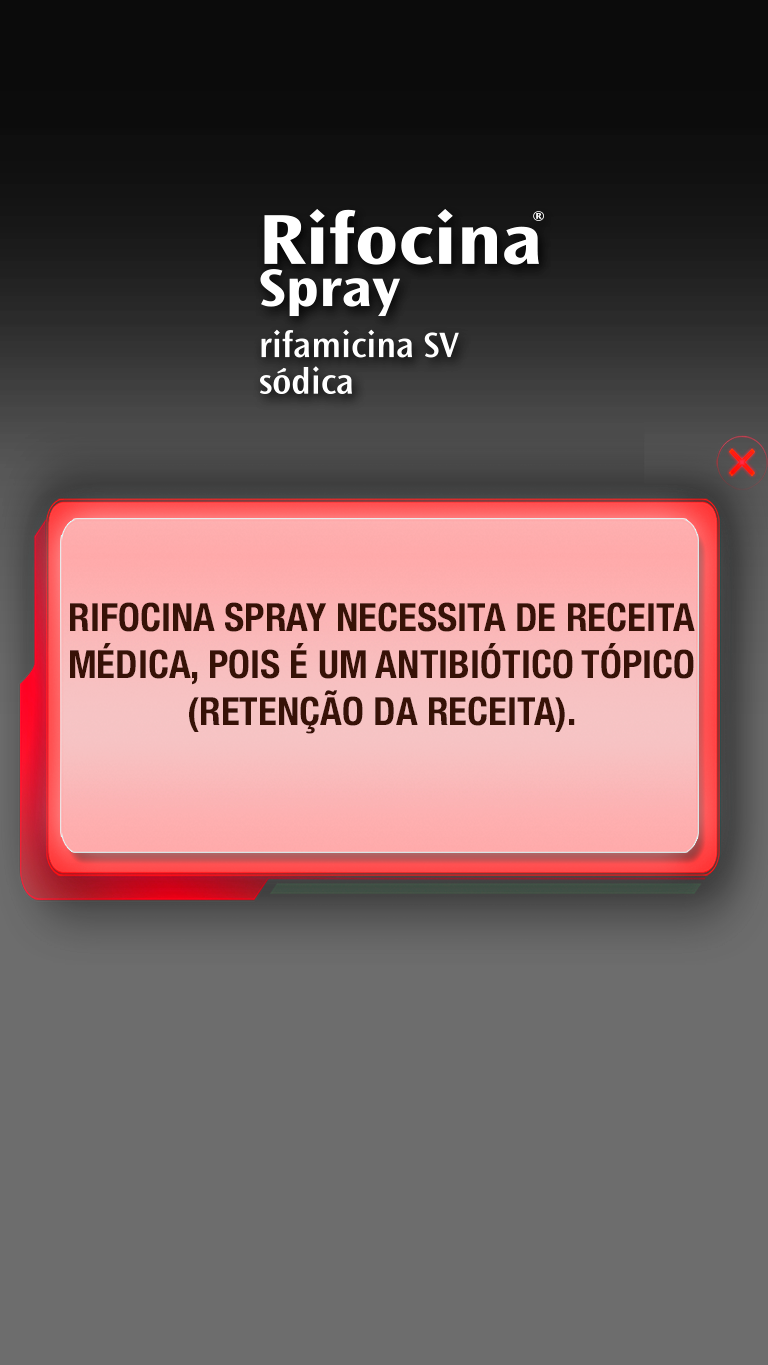 Rifocina®
Spray
rifamicina SV
sódica
RIFOCINA SPRAY NECESSITA DE RECEITA
MÉDICA, POIS É UM ANTIBIÓTICO TÓPICO
(RETENÇÃO DA RECEITA).